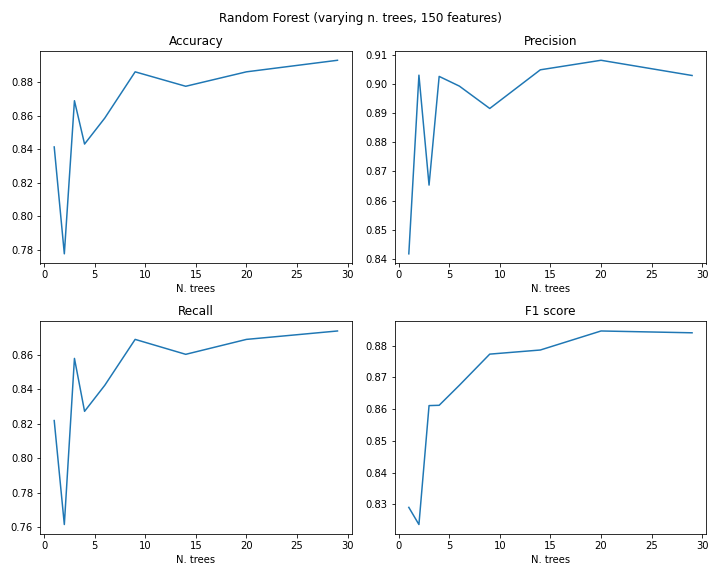 Random Forest (varying n. trees, 150 features)
Accuracy
0.88
0.86
0.84
0.82
0.80
0.78
0 5 10 15 20 25 30
N. trees
Precision
0.91
0.90
0.89
0.88
0.87
0.86
0.85
0.84
0 5 10 15 20 25 30
N. trees
Recall
0.86
0.84
0.82
0.80
0.78
0.76
0 5 10 15 20 25 30
N. trees
F1 score
0.88
0.87
0.86
0.85
0.84
0.83
0 5 10 15 20 25 30
N. trees